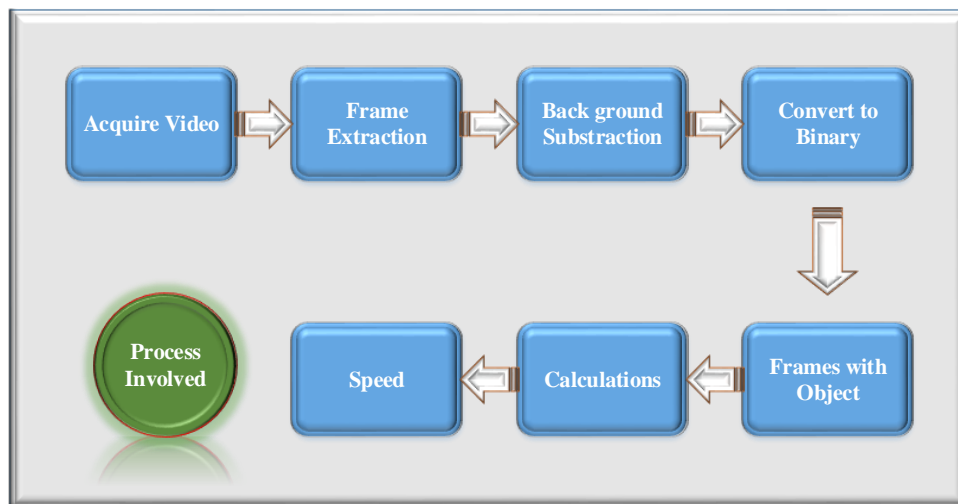 Acquire Video
Frame
Extraction
Back ground
Substraction
Convert to
Binary
Process
Involved
Speed
Calculations
Frames with
Object